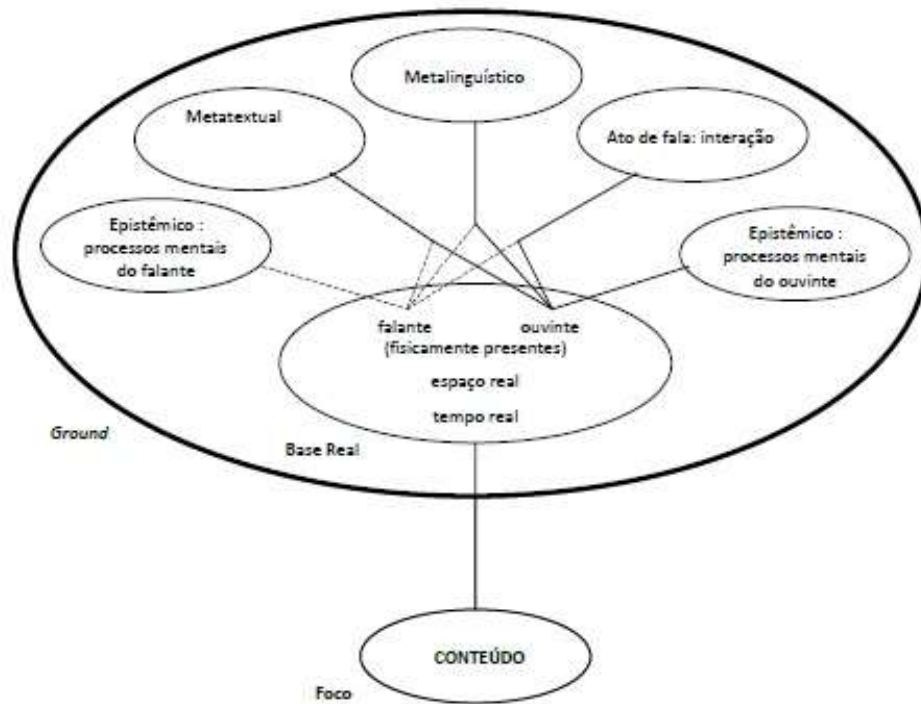 Metalinguístico
Metatextual
Ato de fala: interação
Epistêmico :
processos mentais
do falante
Epistêmico :
processos mentais
do ouvinte
falante ouvinte
(fisicamente presentes)
espaço real
tempo real
Ground
Base Real
CONTEÚDO
Foco